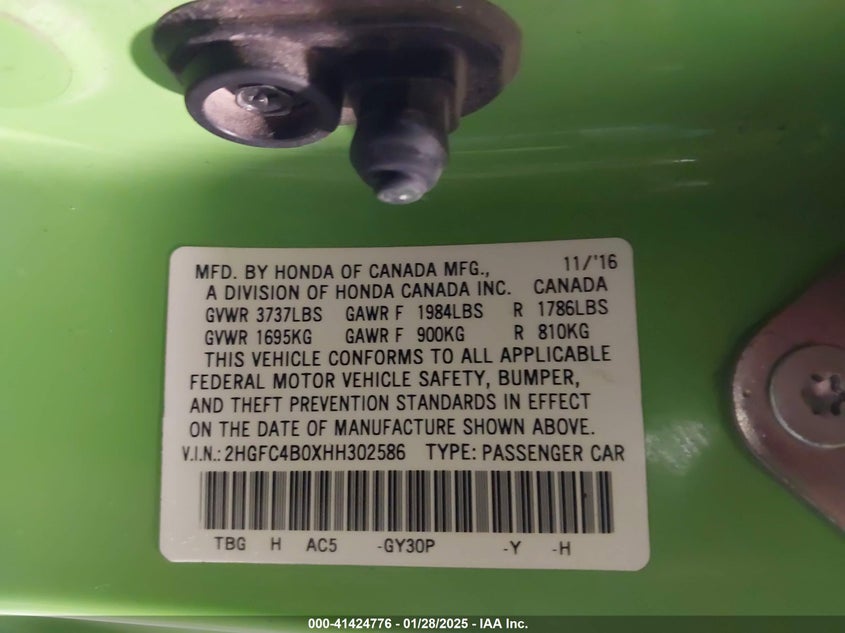 MFD. BY HONDA OF CANADA MFG., 11/'16
A DIVISION OF HONDA CANADA INC. CANADA
GVWR 3737LBS GAWR F 1984LBS R 1786LBS
GVWR 1695KG GAWR F 900KG R 810KG
THIS VEHICLE CONFORMS TO ALL APPLICABLE
FEDERAL MOTOR VEHICLE SAFETY, BUMPER,
AND THEFT PREVENTION STANDARDS IN EFFECT
ON THE DATE OF MANUFACTURE SHOWN ABOVE.
V.I.N.: 2HGFC4B0XHH302586 TYPE: PASSENGER CAR
TBG H AC5 -GY30P -Y -H
000-41424776 - 01/28/2025 - IAA Inc.